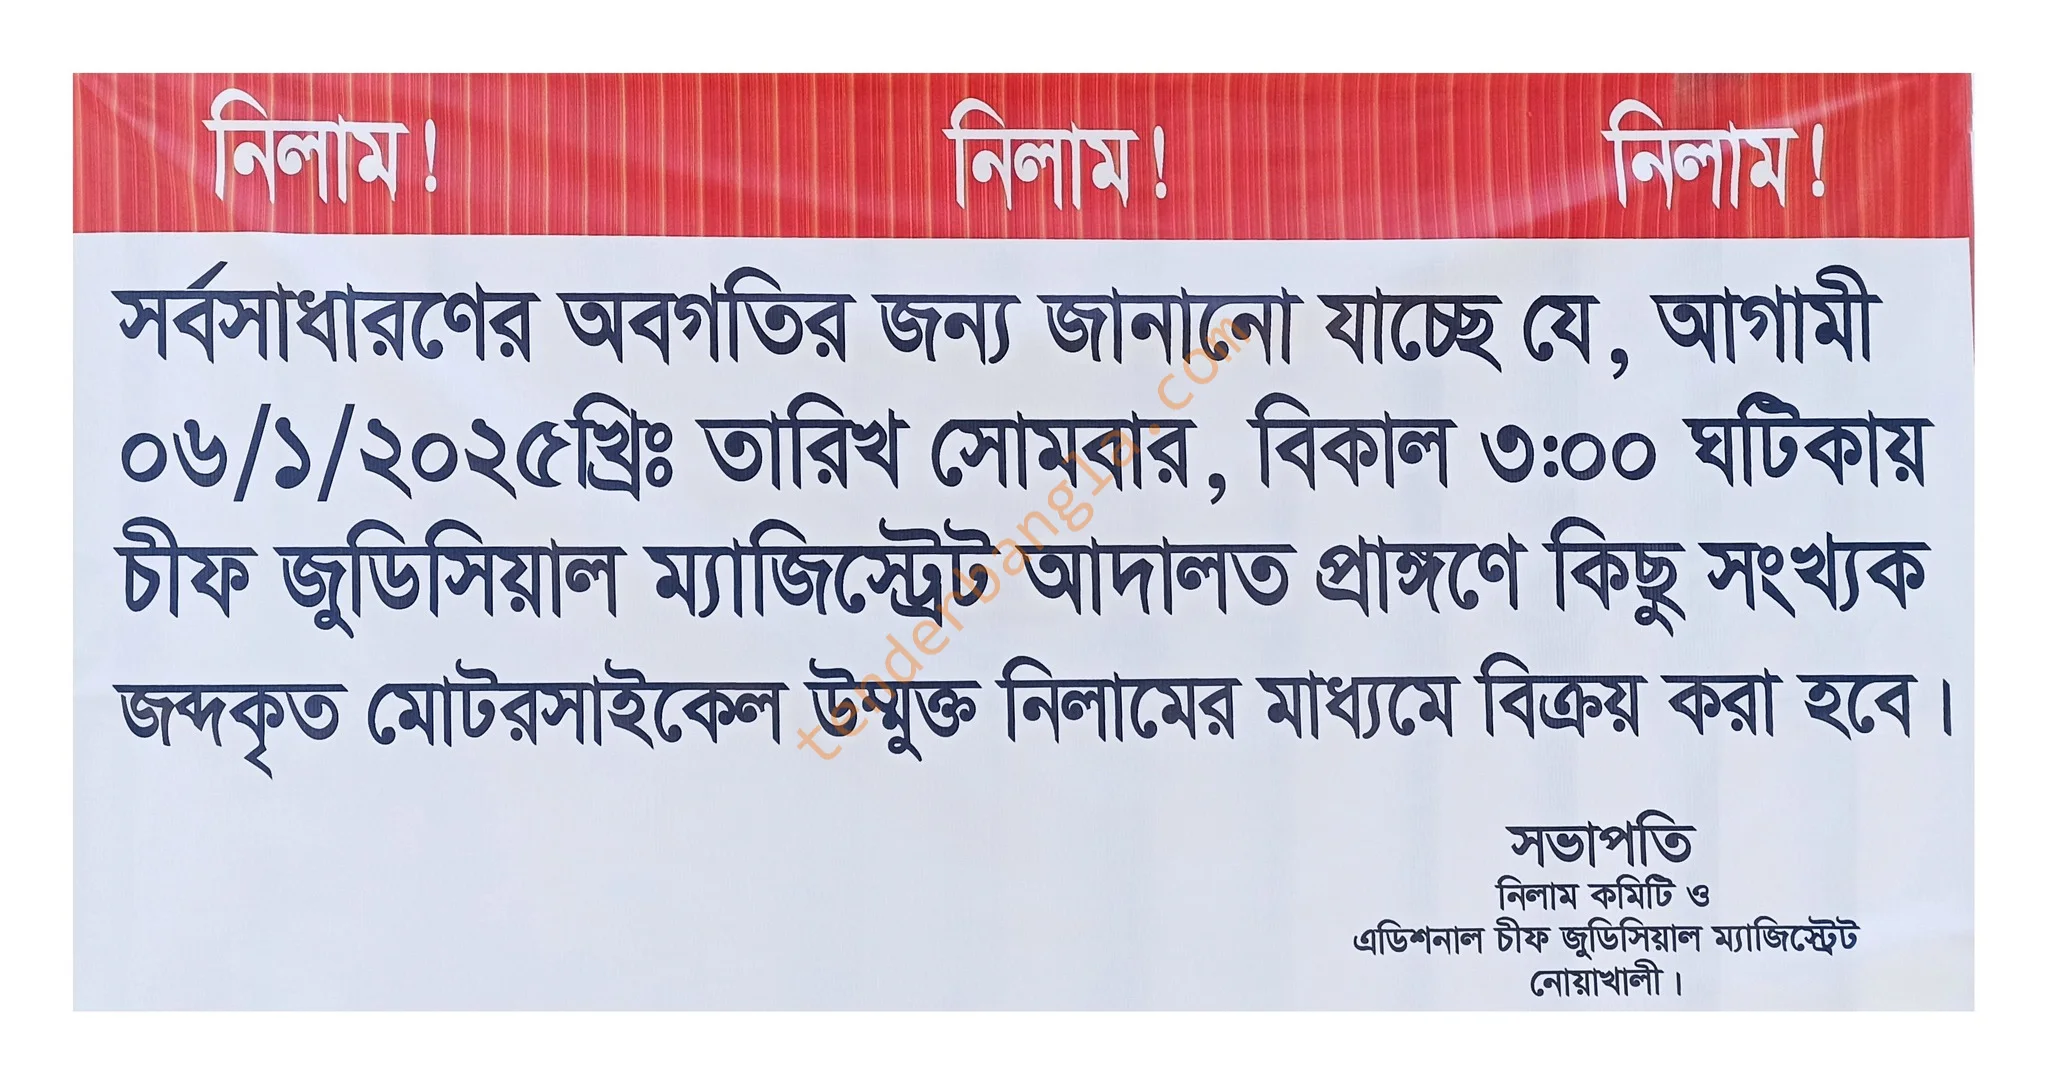 নিলাম! নিলাম! নিলাম!
সর্বসাধারণের অবগতির জন্য জানানো যাচ্ছে যে, আগামী
০৬/১/২০২৫খ্রিঃ তারিখ সোমবার, বিকাল ৩:০০ ঘটিকায়
চীফ জুডিসিয়াল ম্যাজিস্ট্রেট আদালত প্রাঙ্গণে কিছু সংখ্যক
জব্দকৃত মোটরসাইকেল উন্মুক্ত নিলামের মাধ্যমে বিক্রয় করা হবে।
সভাপতি
নিলাম কমিটি ও
এডিশনাল চীফ জুডিসিয়াল ম্যাজিস্ট্রেট
নোয়াখালী।
tenderbangla.com